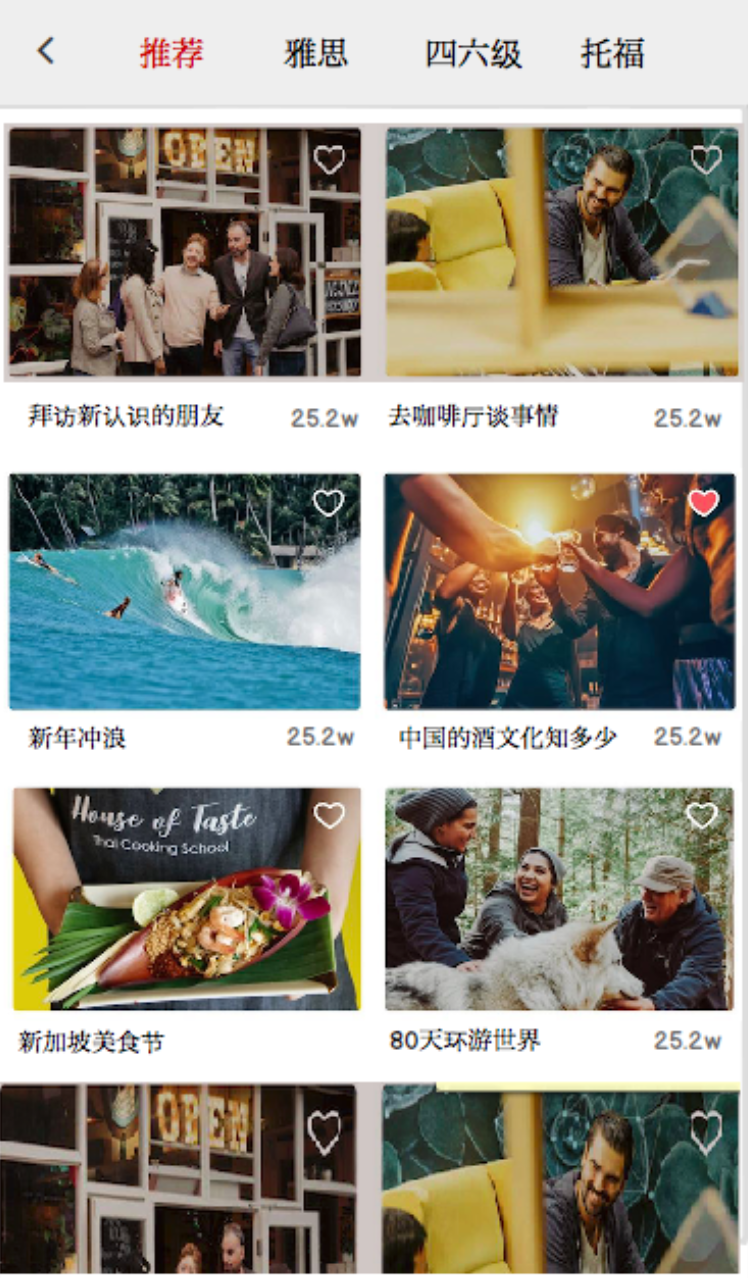 推荐 雅思 四六级 托福
OPEN
拜访新认识的朋友 25.2w
去咖啡厅谈事情 25.2w
新年冲浪 25.2w
中国的酒文化知多少 25.2w
House of Taste
Thai Cooking School
新加坡美食节
80天环游世界 25.2w
OPEN